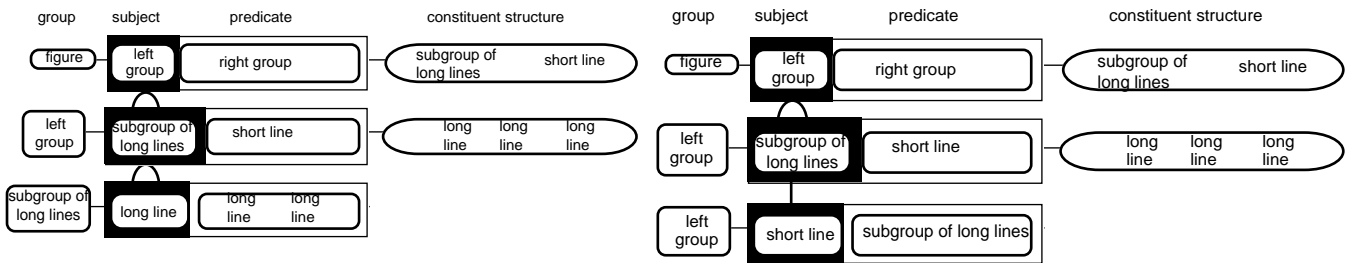 group subject predicate constituent structure
figure
left
group
right group
subgroup of
long lines
short line
left
group
subgroup of
long lines
short line
long
line
long
line
long
line
subgroup of
long lines
long line
long
line
long
line
group subject predicate constituent structure
figure
left
group
right group
subgroup of
long lines
short line
left
group
subgroup of
long lines
short line
long
line
long
line
long
line
left
group
short line
subgroup of long lines